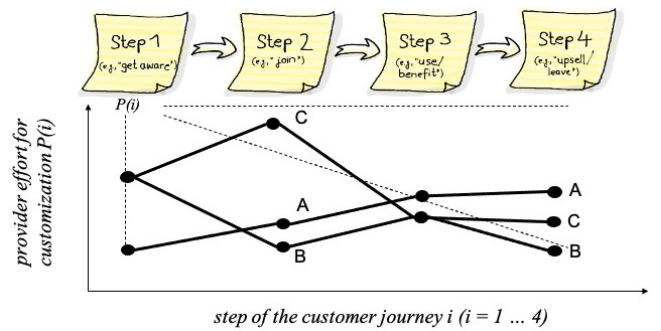 Step 1
(e.g. "get aware")
Step 2
(e.g. "join")
Step 3
(e.g. "use/
benefit")
Step 4
(e.g. "upsell/
leave")
P(i)
provider effort for
customization P(i)
C
A
B
A
C
B
step of the customer journey i (i = 1 ... 4)